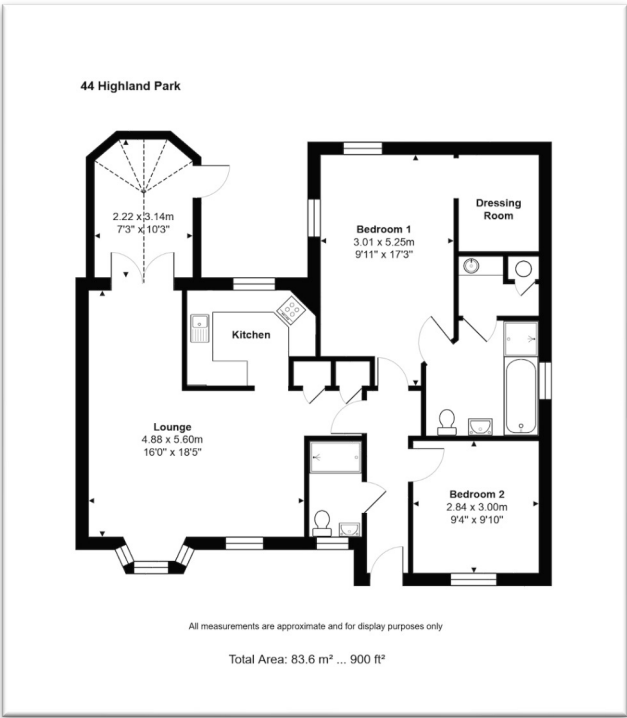 44 Highland Park
2.22 x 3.14m
7'3" x 10'3"
Dressing
Room
Bedroom 1
3.01 x 5.25m
9'11" x 17'3"
Kitchen
Lounge
4.88 x 5.60m
16'0" x 18'5"
Bedroom 2
2.84 x 3.00m
9'4" x 9'10"
All measurements are approximate and for display purposes only
Total Area: 83.6 m² ... 900 ft²